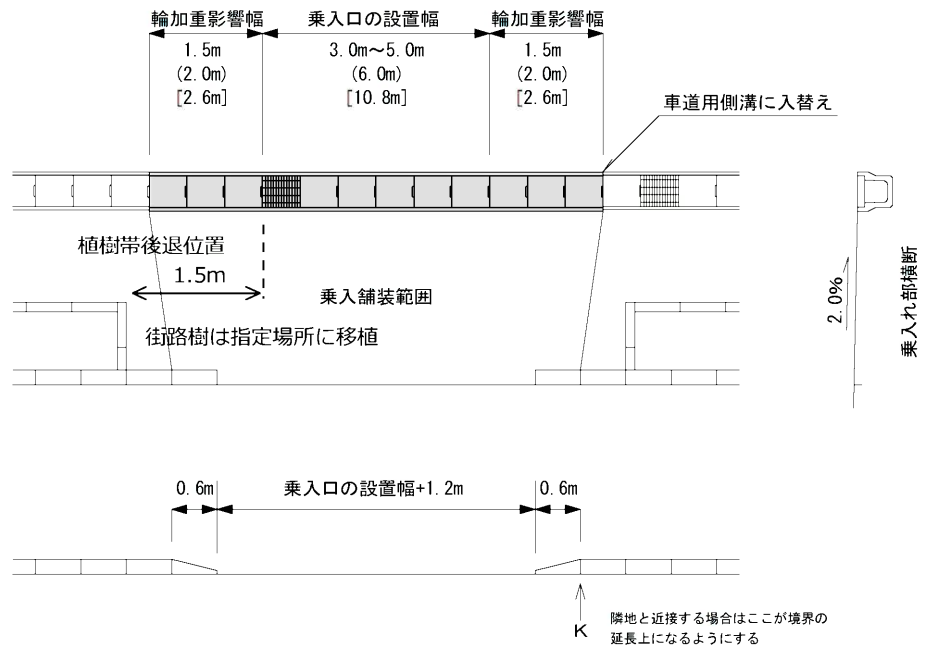 輪加重影響幅
乗入口の設置幅
輪加重影響幅
1.5m
(2.0m)
[2.6m]
3.0m～5.0m
(6.0m)
[10.8m]
1.5m
(2.0m)
[2.6m]
車道用側溝に入替え
植樹帯後退位置
1.5m
乗入舗装範囲
街路樹は指定場所に移植
2.0%
乗入れ部横断
0.6m
乗入口の設置幅+1.2m
0.6m
K
隣地と近接する場合はここが境界の
延長上になるようにする